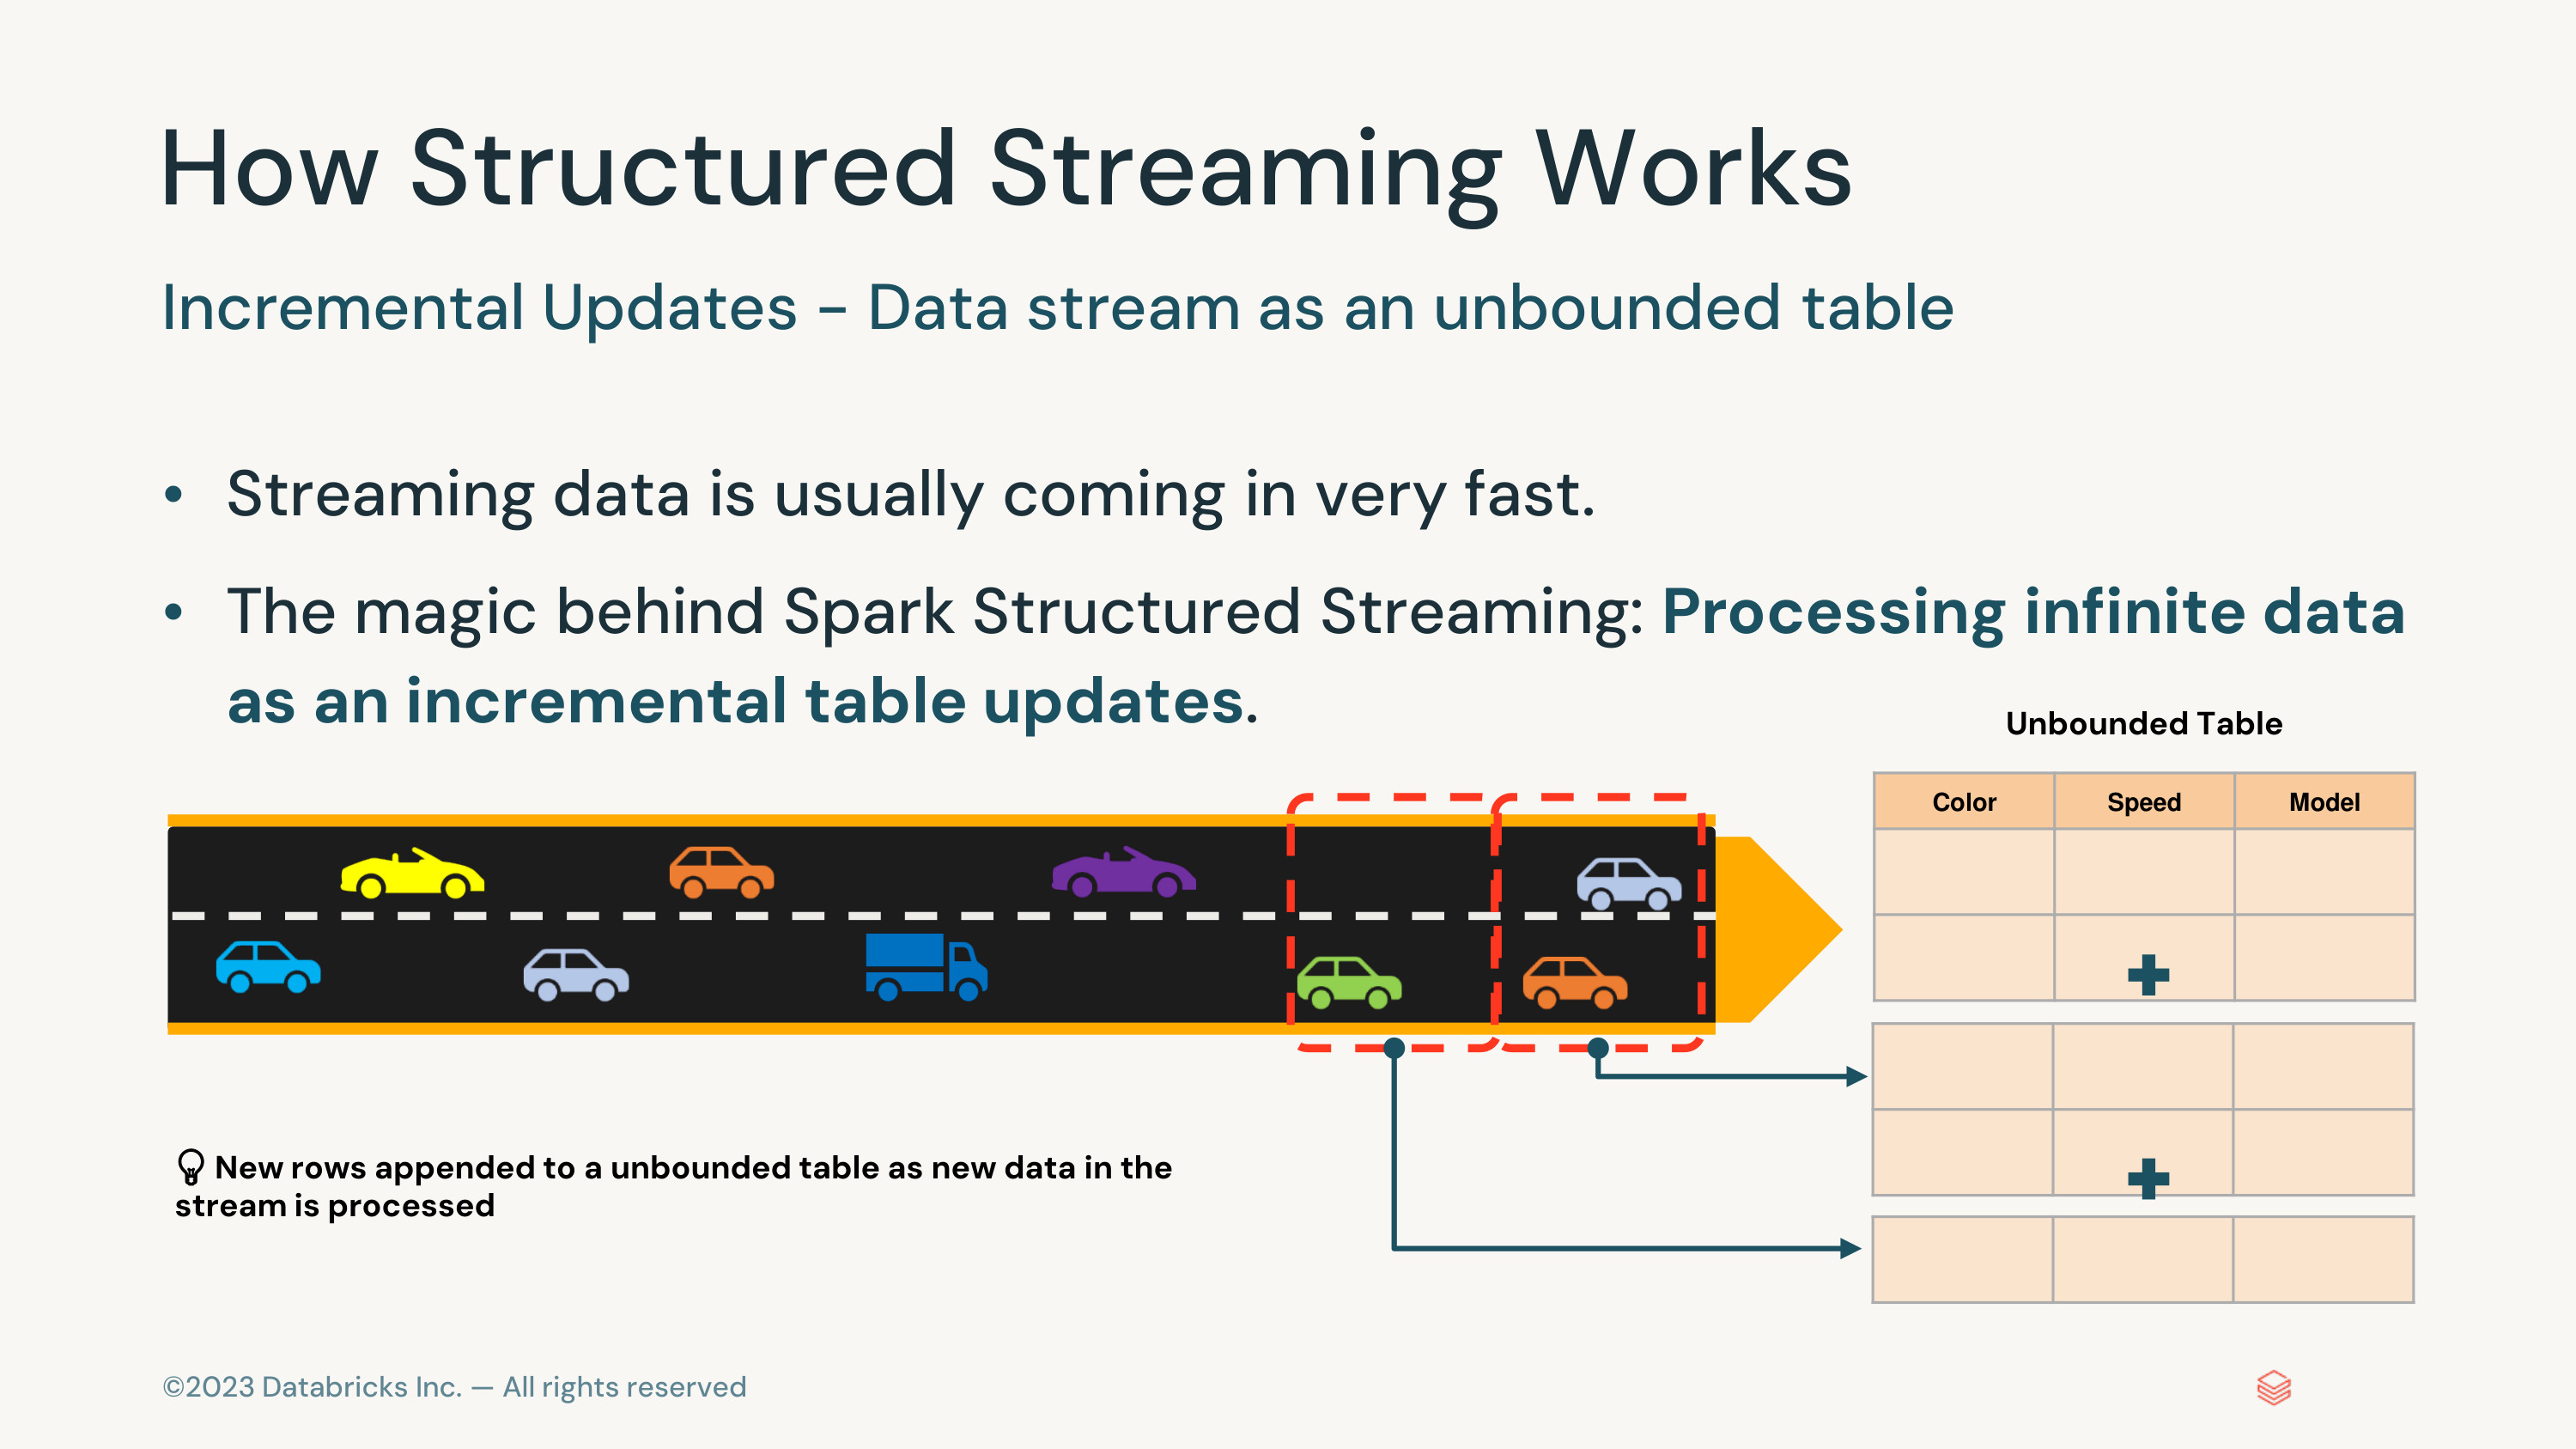 How Structured Streaming Works
Incremental Updates - Data stream as an unbounded table
• Streaming data is usually coming in very fast.
• The magic behind Spark Structured Streaming: Processing infinite data
as an incremental table updates.
Unbounded Table
Color Speed Model
New rows appended to a unbounded table as new data in the
stream is processed
©2023 Databricks Inc. — All rights reserved